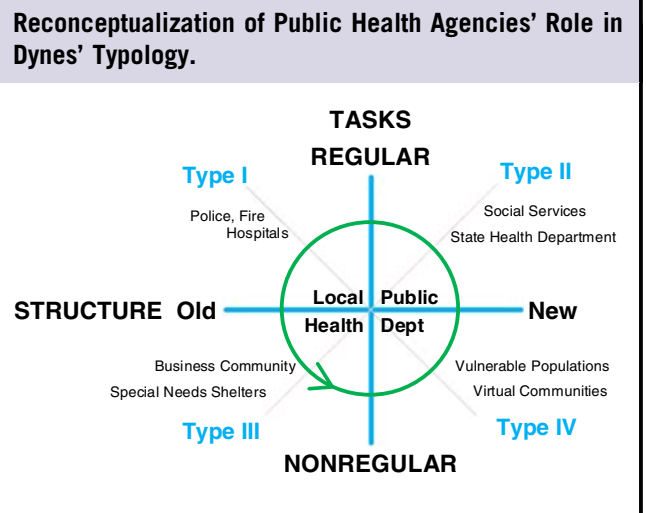 Reconceptualization of Public Health Agencies' Role in
Dynes' Typology.
TASKS
REGULAR
Type I
Type II
Police, Fire
Hospitals
Social Services
State Health Department
STRUCTURE Old
Local Public
Health Dept
New
Business Community
Special Needs Shelters
Vulnerable Populations
Virtual Communities
Type III
Type IV
NONREGULAR